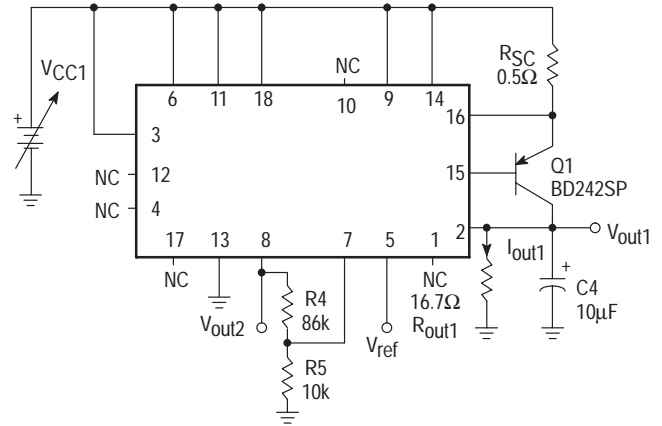 V_CC1
+
NC
R_SC
0.5Ω
6 11 18 10 9 14
16
3
Q1
BD242SP
15
NC 12
NC 4
2
V_out1
17 13 8 7 5 1
I_out1
+
NC
NC
R4
86k
16.7Ω
R_out1
C4
10µF
V_out2
V_ref
R5
10k